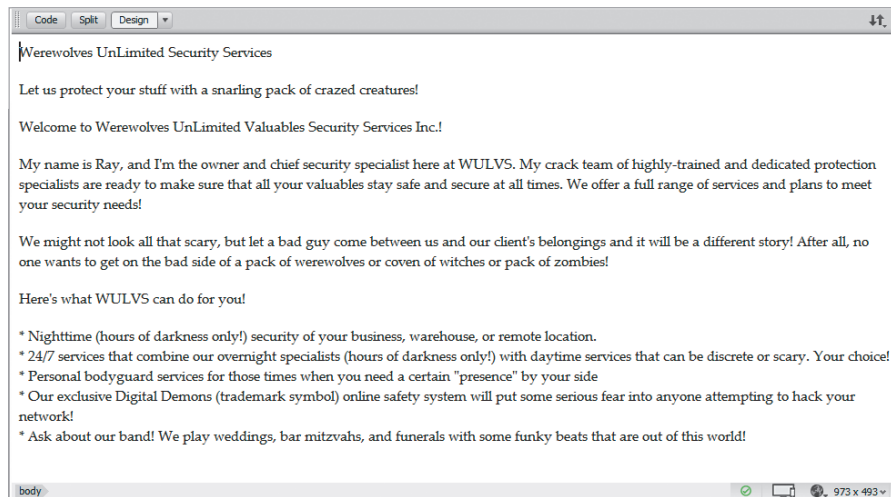 Code Split Design
Werewolves UnLimited Security Services
Let us protect your stuff with a snarling pack of crazed creatures!
Welcome to Werewolves UnLimited Valuables Security Services Inc.!
My name is Ray, and I'm the owner and chief security specialist here at WULVS. My crack team of highly-trained and dedicated protection
specialists are ready to make sure that all your valuables stay safe and secure at all times. We offer a full range of services and plans to meet
your security needs!
We might not look all that scary, but let a bad guy come between us and our client's belongings and it will be a different story! After all, no
one wants to get on the bad side of a pack of werewolves or coven of witches or pack of zombies!
Here's what WULVS can do for you!
* Nighttime (hours of darkness only!) security of your business, warehouse, or remote location.
* 24/7 services that combine our overnight specialists (hours of darkness only!) with daytime services that can be discrete or scary. Your choice!
* Personal bodyguard services for those times when you need a certain "presence" by your side
* Our exclusive Digital Demons (trademark symbol) online safety system will put some serious fear into anyone attempting to hack your
network!
* Ask about our band! We play weddings, bar mitzvahs, and funerals with some funky beats that are out of this world!
body 973 x 493